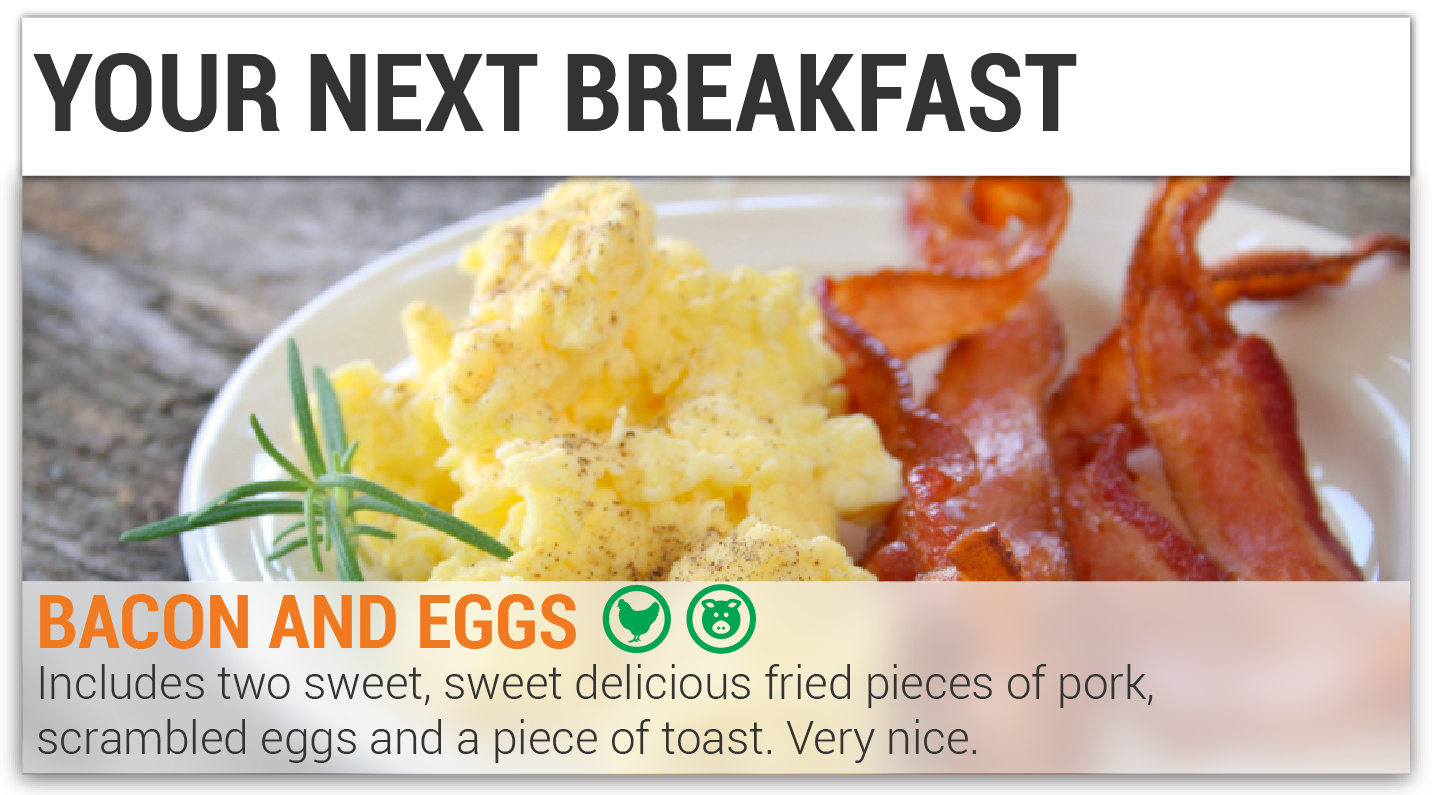 YOUR NEXT BREAKFAST
BACON AND EGGS
Includes two sweet, sweet delicious fried pieces of pork,
scrambled eggs and a piece of toast. Very nice.